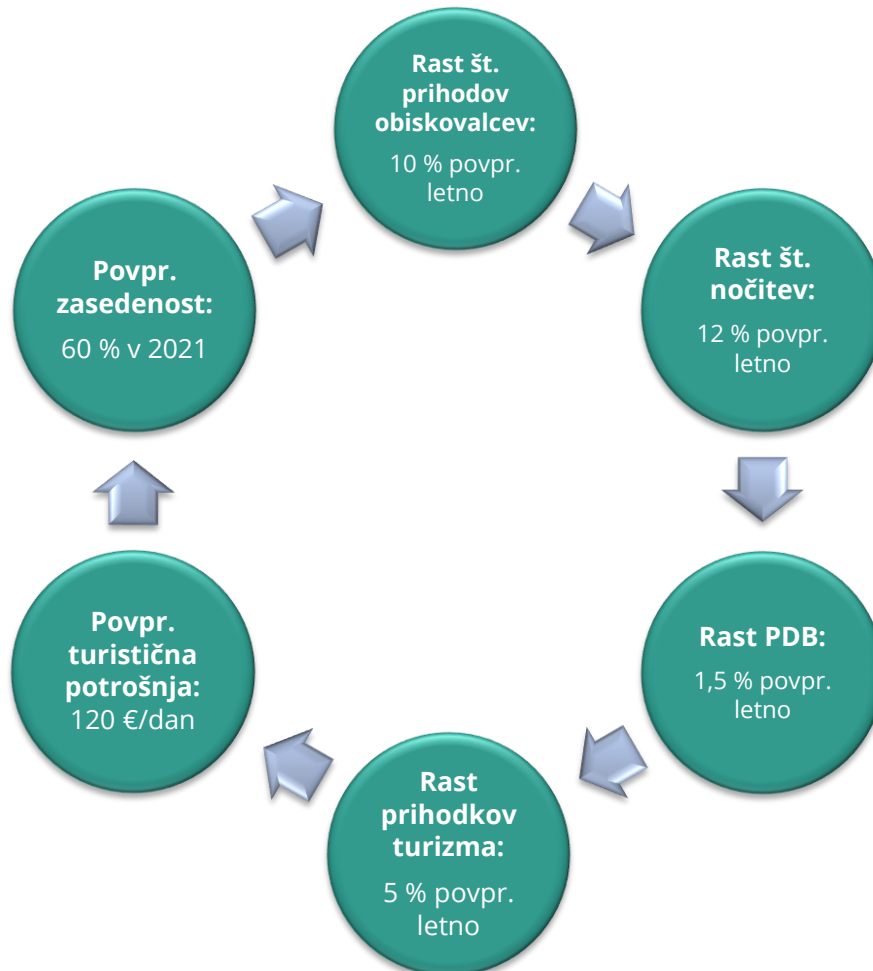 Rast št.
prihodov
obiskovalcev:
10 % povpr.
letno
Rast št.
nočitev:
12 % povpr.
letno
Rast PDB:
1,5 % povpr.
letno
Rast
prihodkov
turizma:
5 % povpr.
letno
Povpr.
turistična
potrošnja:
120 €/dan
Povpr.
zasedenost:
60 % v 2021